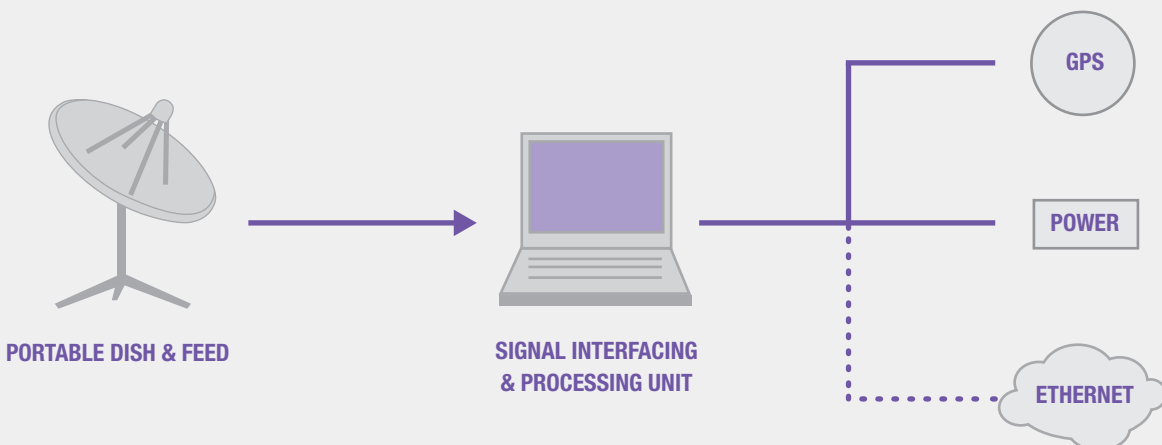 GPS
POWER
PORTABLE DISH & FEED
SIGNAL INTERFACING
& PROCESSING UNIT
ETHERNET